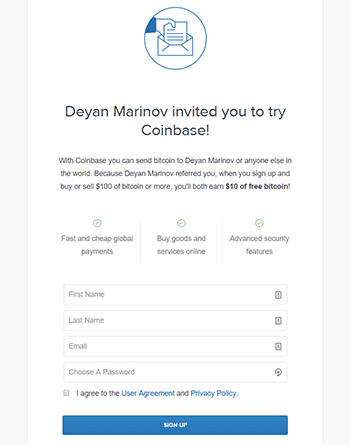 Deyan Marinov invited you to try
Coinbase!
With Coinbase you can send bitcoin to Deyan Marinov or anyone else in
the world. Because Deyan Marinov referred you, when you sign up and
buy or sell $100 of bitcoin or more, you'll both earn $10 of free bitcoin!
Fast and cheap global
payments
Buy goods and
services online
Advanced security
features
First Name
Last Name
Email
Choose A Password
I agree to the User Agreement and Privacy Policy.
SIGN UP